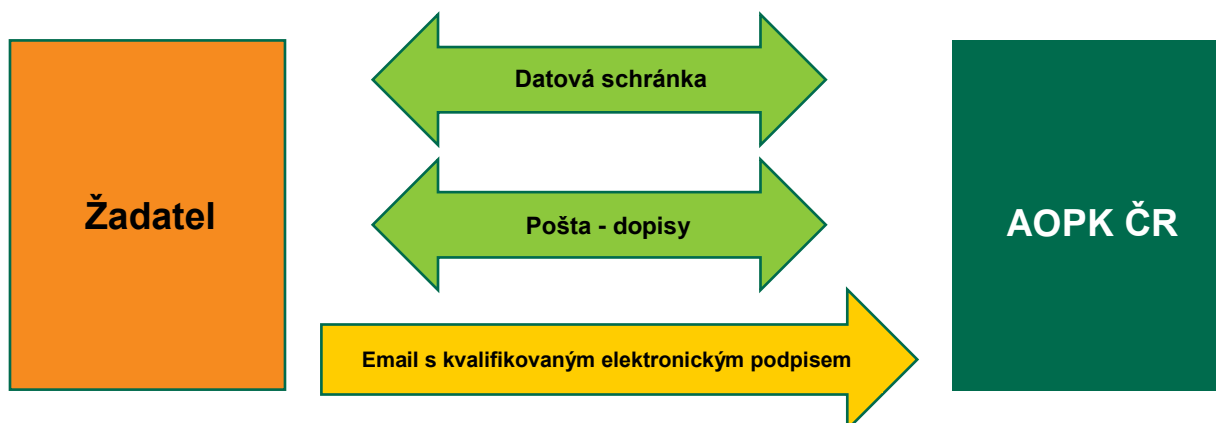 Datová schránka
Žadatel
Pošta - dopisy
AOPK ČR
Email s kvalifikovaným elektronickým podpisem